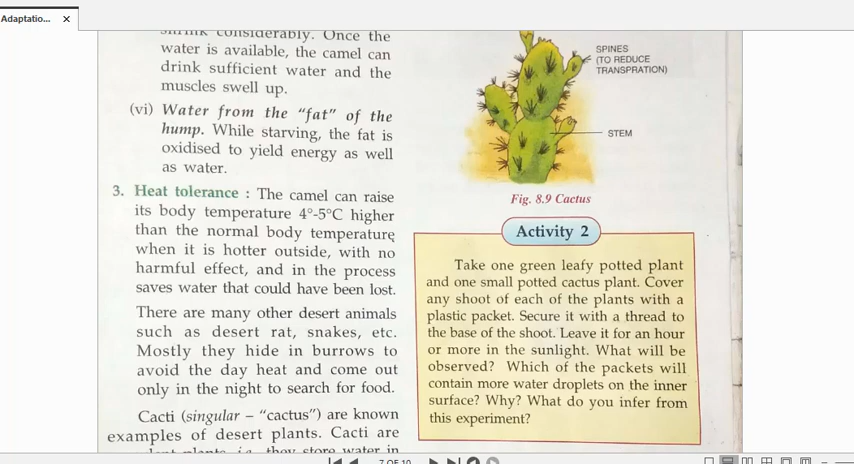 Adaptatio... ×
shrink considerably. Once the
water is available, the camel can
drink sufficient water and the
muscles swell up.
(vi) Water from the “fat” of the
hump. While starving, the fat is
oxidised to yield energy as well
as water.
3. Heat tolerance : The camel can raise
its body temperature 4°-5°C higher
than the normal body temperature
when it is hotter outside, with no
harmful effect, and in the process
saves water that could have been lost.
There are many other desert animals
such as desert rat, snakes, etc.
Mostly they hide in burrows to
avoid the day heat and come out
only in the night to search for food.
Cacti (singular – “cactus”) are known
examples of desert plants. Cacti are
plants i.e. they store water in
SPINES
(TO REDUCE
TRANSPRATION)
STEM
Fig. 8.9 Cactus
Activity 2
Take one green leafy potted plant
and one small potted cactus plant. Cover
any shoot of each of the plants with a
plastic packet. Secure it with a thread to
the base of the shoot. Leave it for an hour
or more in the sunlight. What will be
observed? Which of the packets will
contain more water droplets on the inner
surface? Why? What do you infer from
this experiment?
7 OF 10